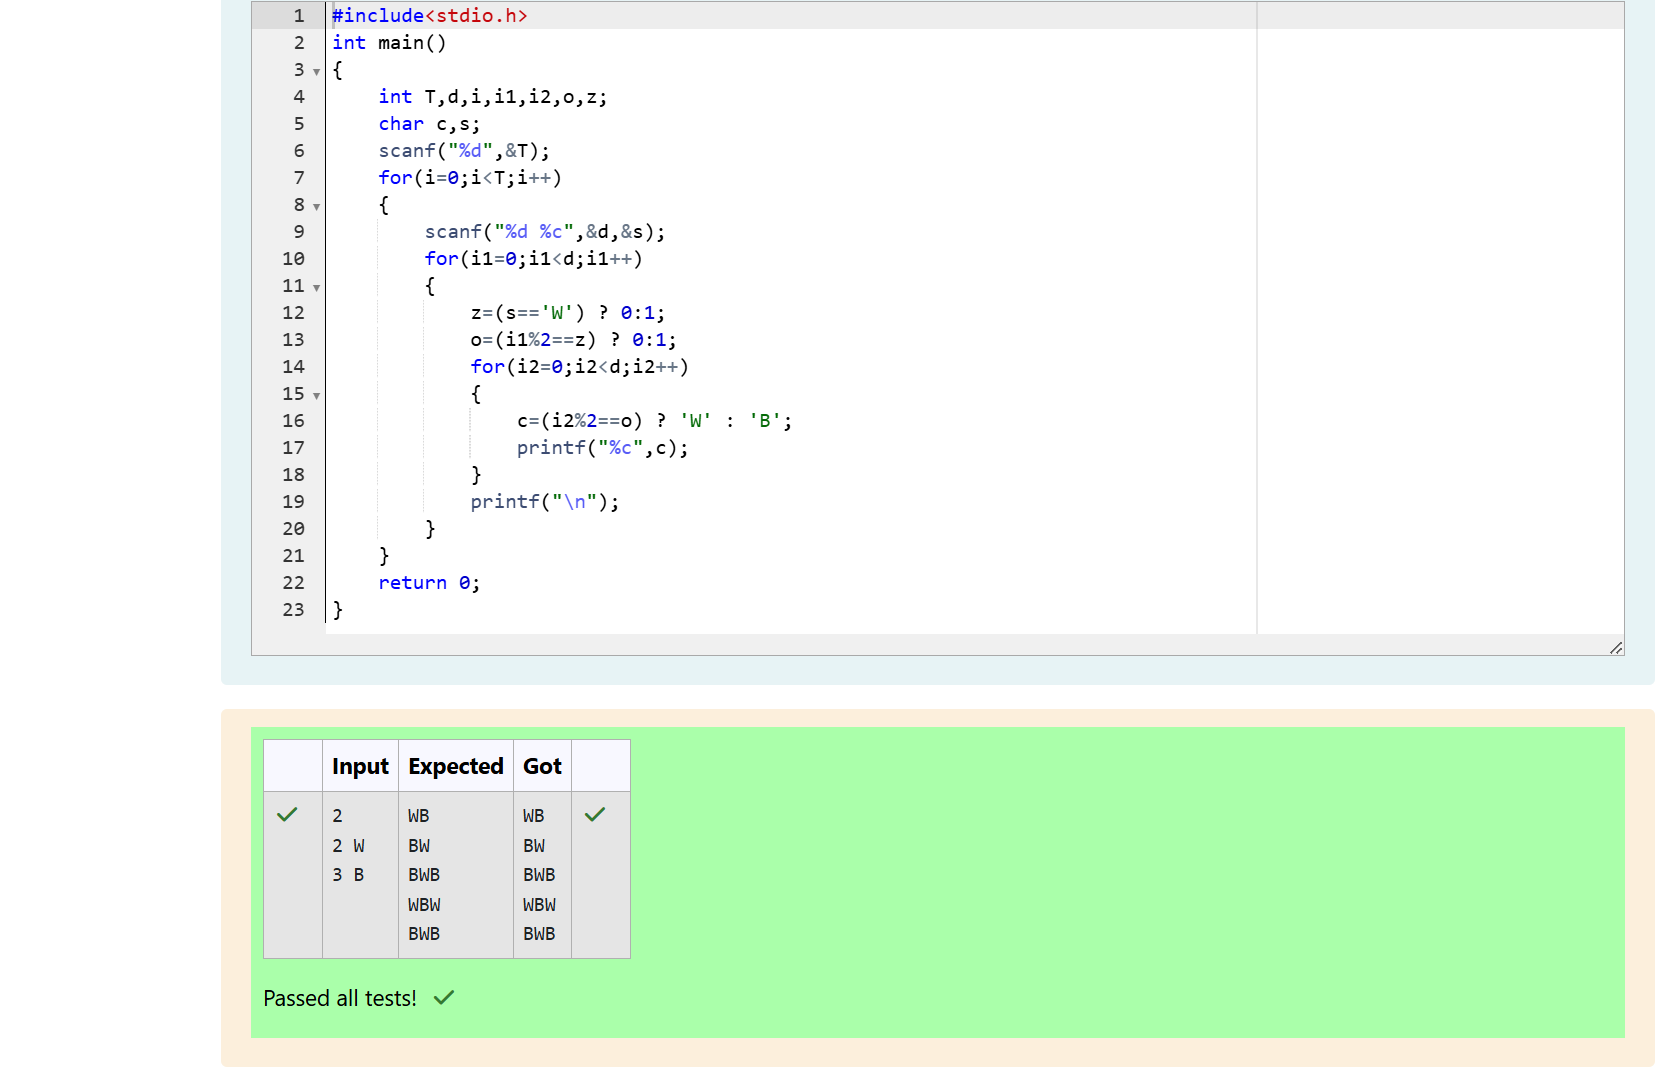 1 #include<stdio.h>
2 int main()
3 {
4     int T,d,i,i1,i2,o,z;
5     char c,s;
6     scanf("%d",&T);
7     for(i=0;i<T;i++)
8     {
9         scanf("%d %c",&d,&s);
10         for(i1=0;i1<d;i1++)
11         {
12             z=(s=='W') ? 0:1;
13             o=(i1%2==z) ? 0:1;
14             for(i2=0;i2<d;i2++)
15             {
16                 c=(i2%2==o) ? 'W' : 'B';
17                 printf("%c",c);
18             }
19             printf("\n");
20         }
21     }
22     return 0;
23 }
Input Expected Got
2 WB WB
2 W BW BW
3 B BWB BWB
WBW WBW
BWB BWB
Passed all tests!